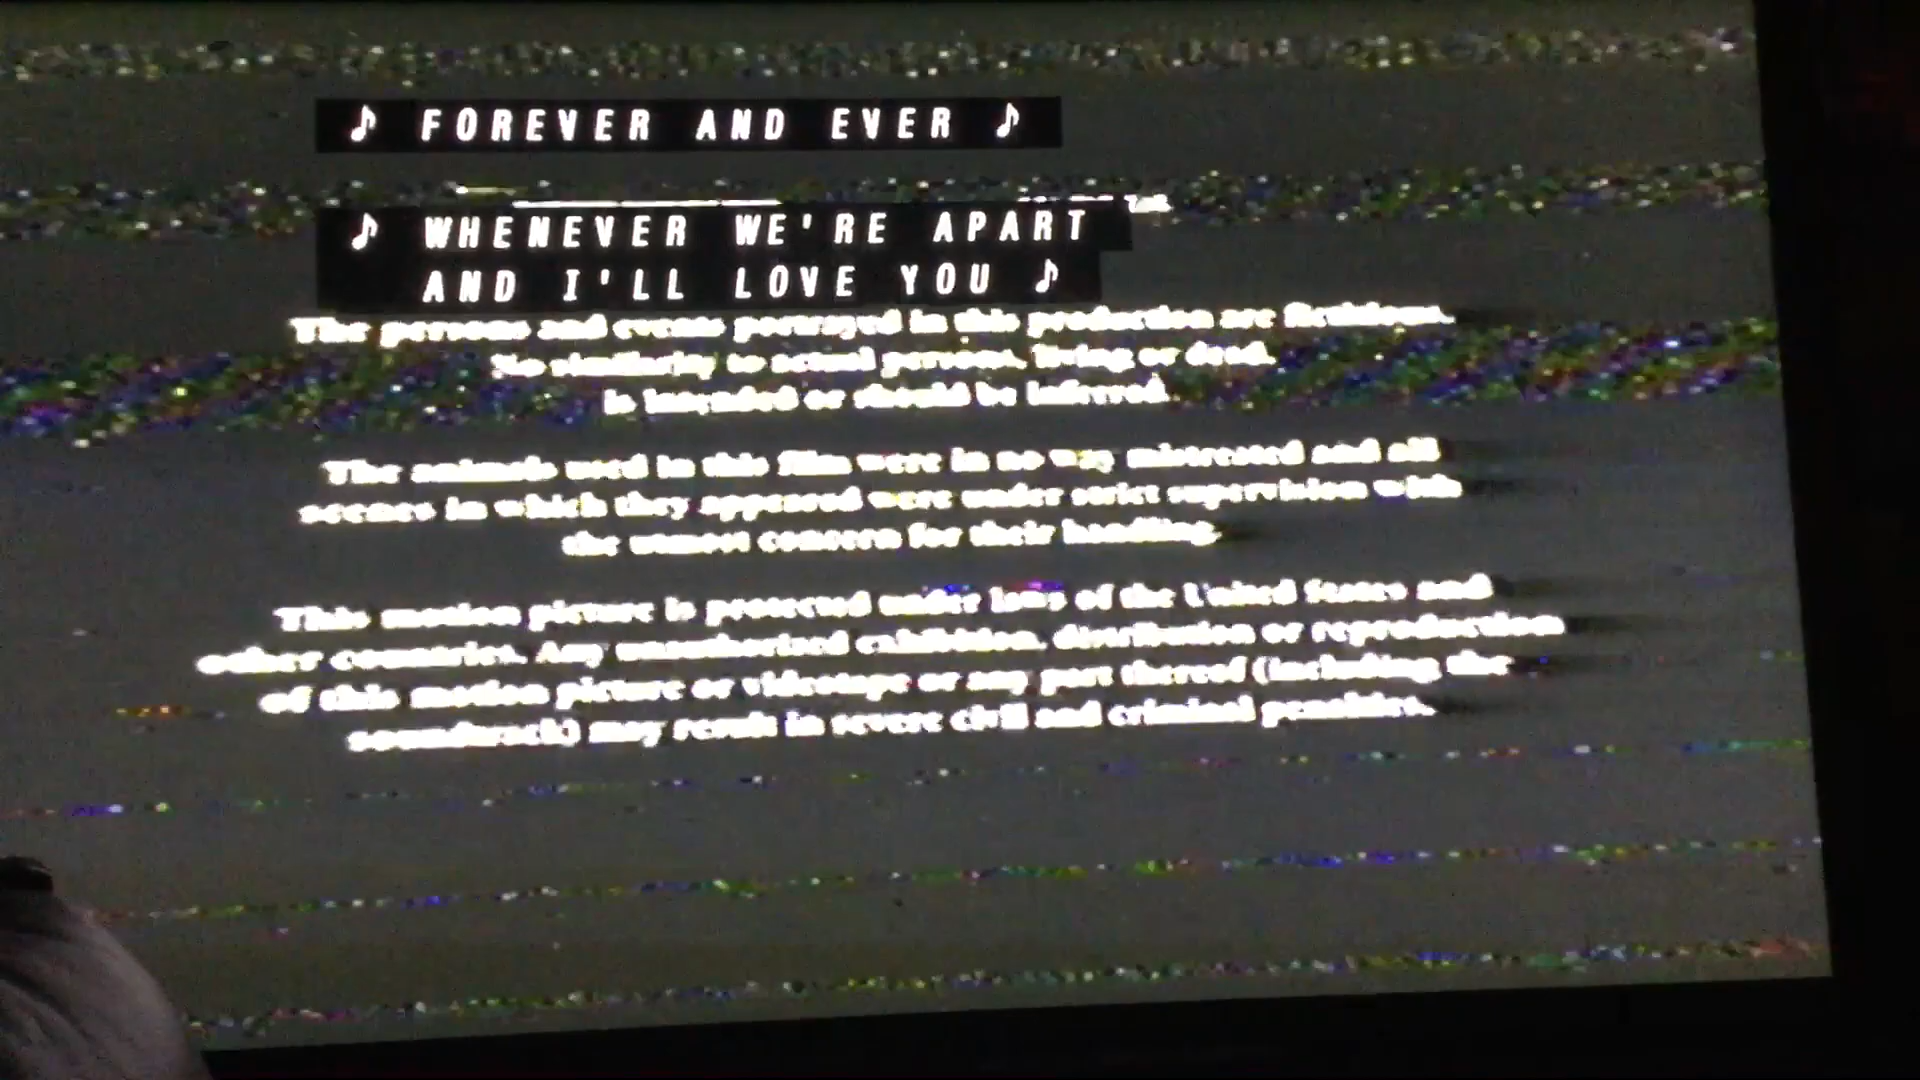 ♪ FOREVER AND EVER ♪
♪ WHENEVER WE'RE APART
AND I'LL LOVE YOU ♪
The persons and events portrayed in this production are fictitious.
No similarity to actual persons, living or dead,
is intended or should be inferred.
The animals used in this film were in no way mistreated and all
scenes in which they appeared were under strict supervision with
the utmost concern for their handling.
This motion picture is protected under laws of the United States and
other countries. Any unauthorized exhibition, distribution or reproduction
of this motion picture or videotape or any part thereof (including the
soundtrack) may result in severe civil and criminal penalties.